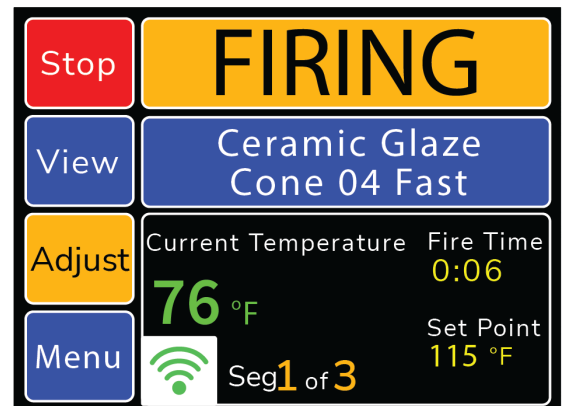 Stop
FIRING
View
Ceramic Glaze
Cone 04 Fast
Adjust
Current Temperature
76 °F
Fire Time
0:06
Set Point
115 °F
Menu
Seg1 of 3